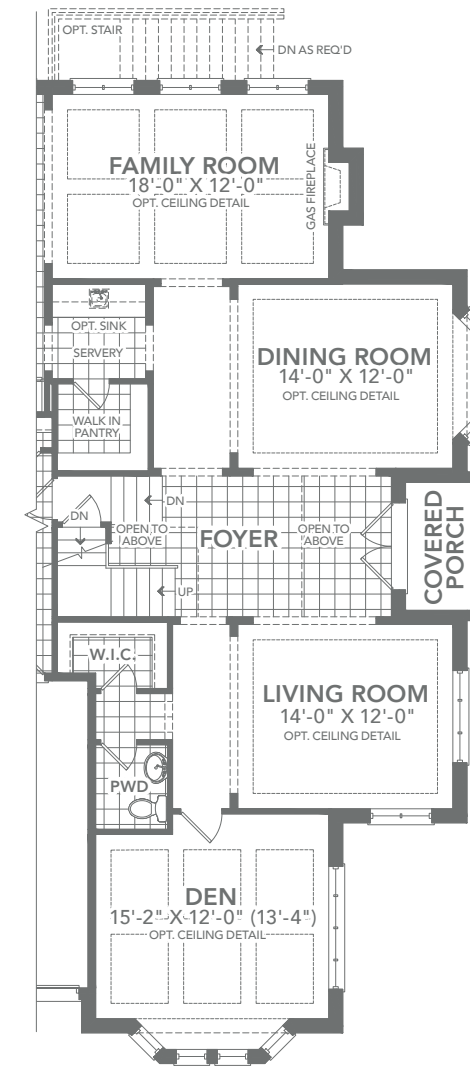 OPT. STAIR
DN AS REQ'D
FAMILY ROOM
18'-0" X 12'-0"
OPT. CEILING DETAIL
GAS FIREPLACE
OPT. SINK
SERVERY
DINING ROOM
14'-0" X 12'-0"
OPT. CEILING DETAIL
WALK IN
PANTRY
DN
DN
OPEN TO
ABOVE
FOYER
OPEN TO
ABOVE
COVERED
PORCH
UP
W.I.C.
LIVING ROOM
14'-0" X 12'-0"
OPT. CEILING DETAIL
PWD
DEN
15'-2" X 12'-0" (13'-4")
OPT. CEILING DETAIL